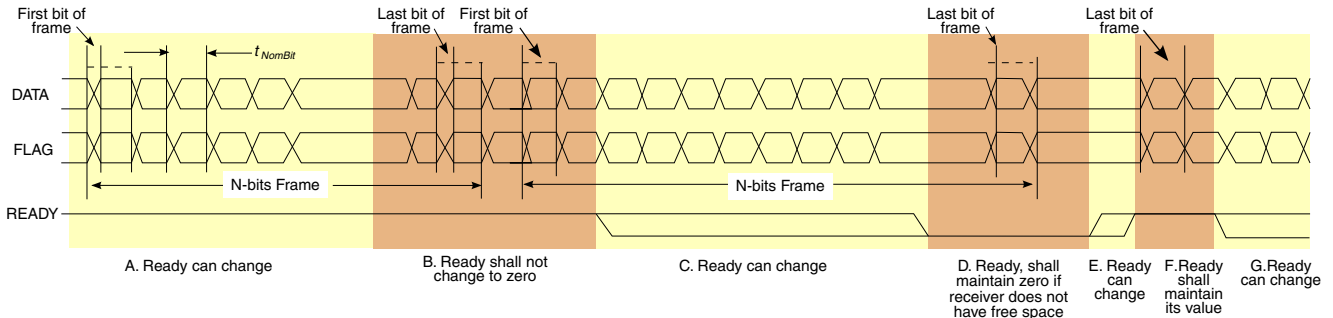 First bit of
frame
t NomBit
Last bit of
frame
First bit of
frame
Last bit of
frame
Last bit of
frame
DATA
FLAG
N-bits Frame
N-bits Frame
READY
A. Ready can change
B. Ready shall not
change to zero
C. Ready can change
D. Ready, shall
maintain zero if
receiver does not
have free space
E. Ready
can
change
F.Ready
shall
maintain
its value
G.Ready
can change